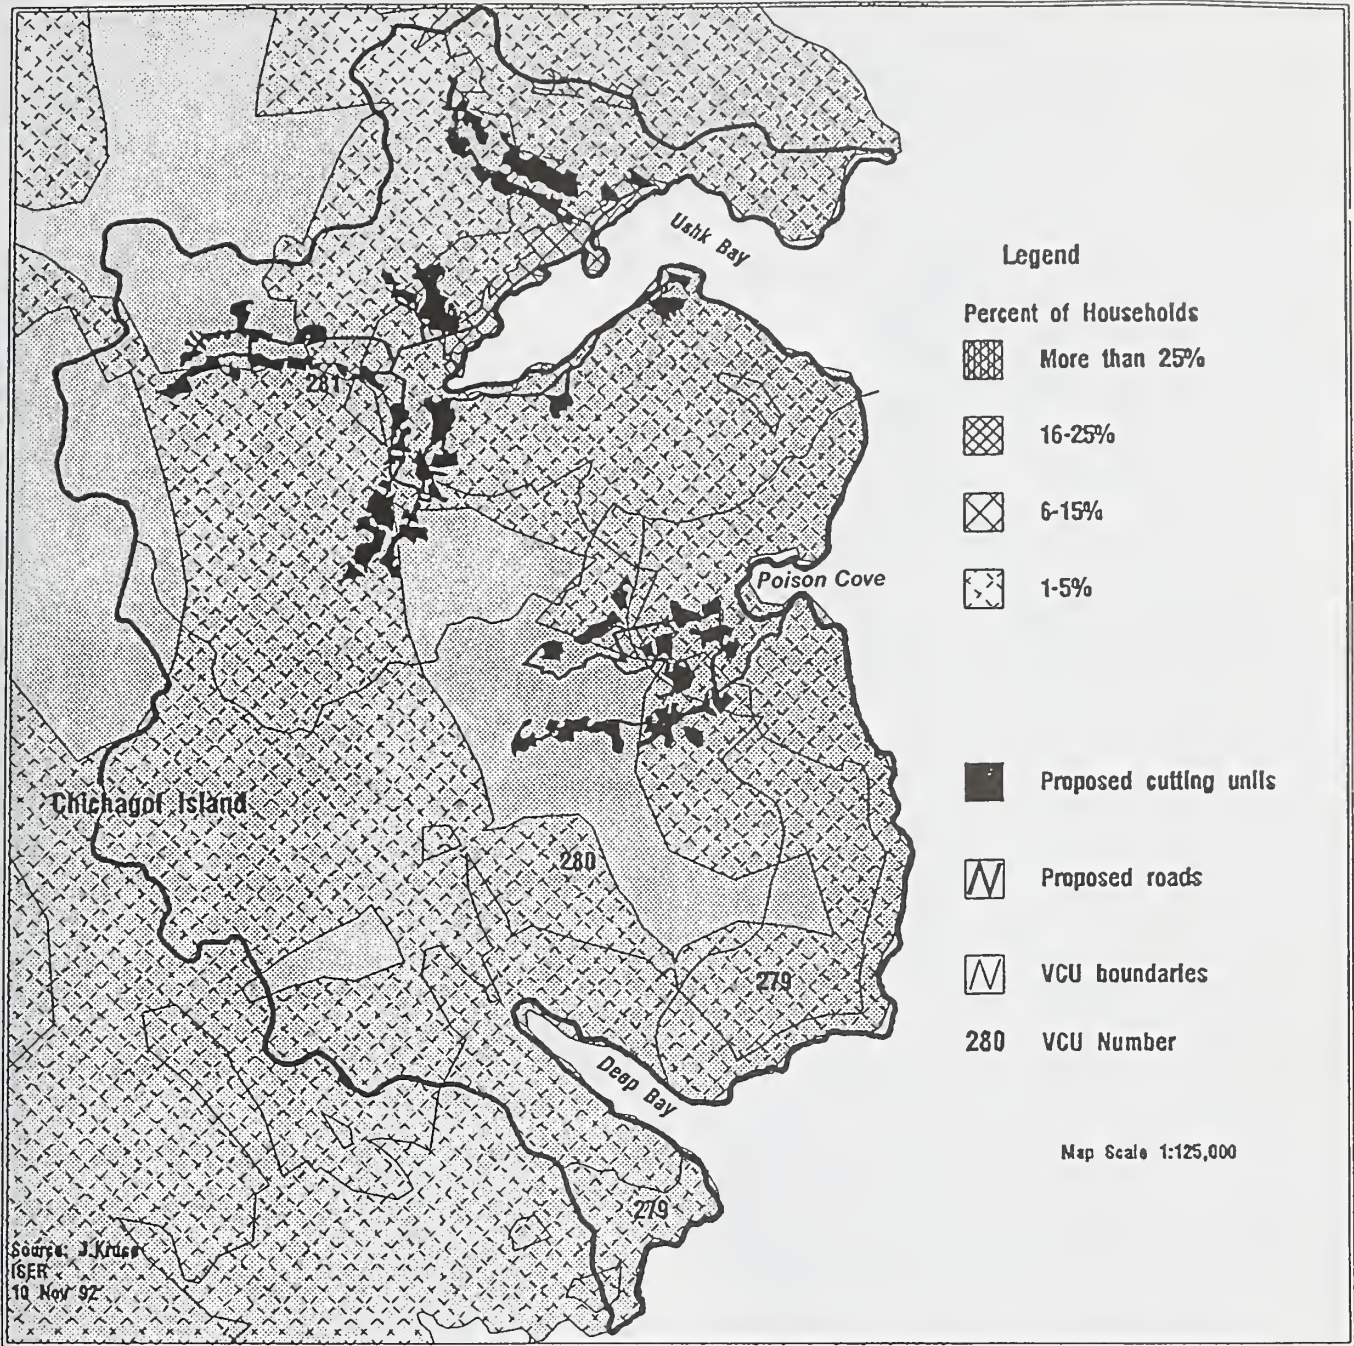 Ushk Bay
281
Poison Cove
Chichagof Island
280
279
Deep Bay
279
Source: J.Kruse
ISER
10 Nov 92
Legend
Percent of Households
More than 25%
16-25%
6-15%
1-5%
Proposed cutting units
Proposed roads
VCU boundaries
280 VCU Number
Map Scale 1:125,000